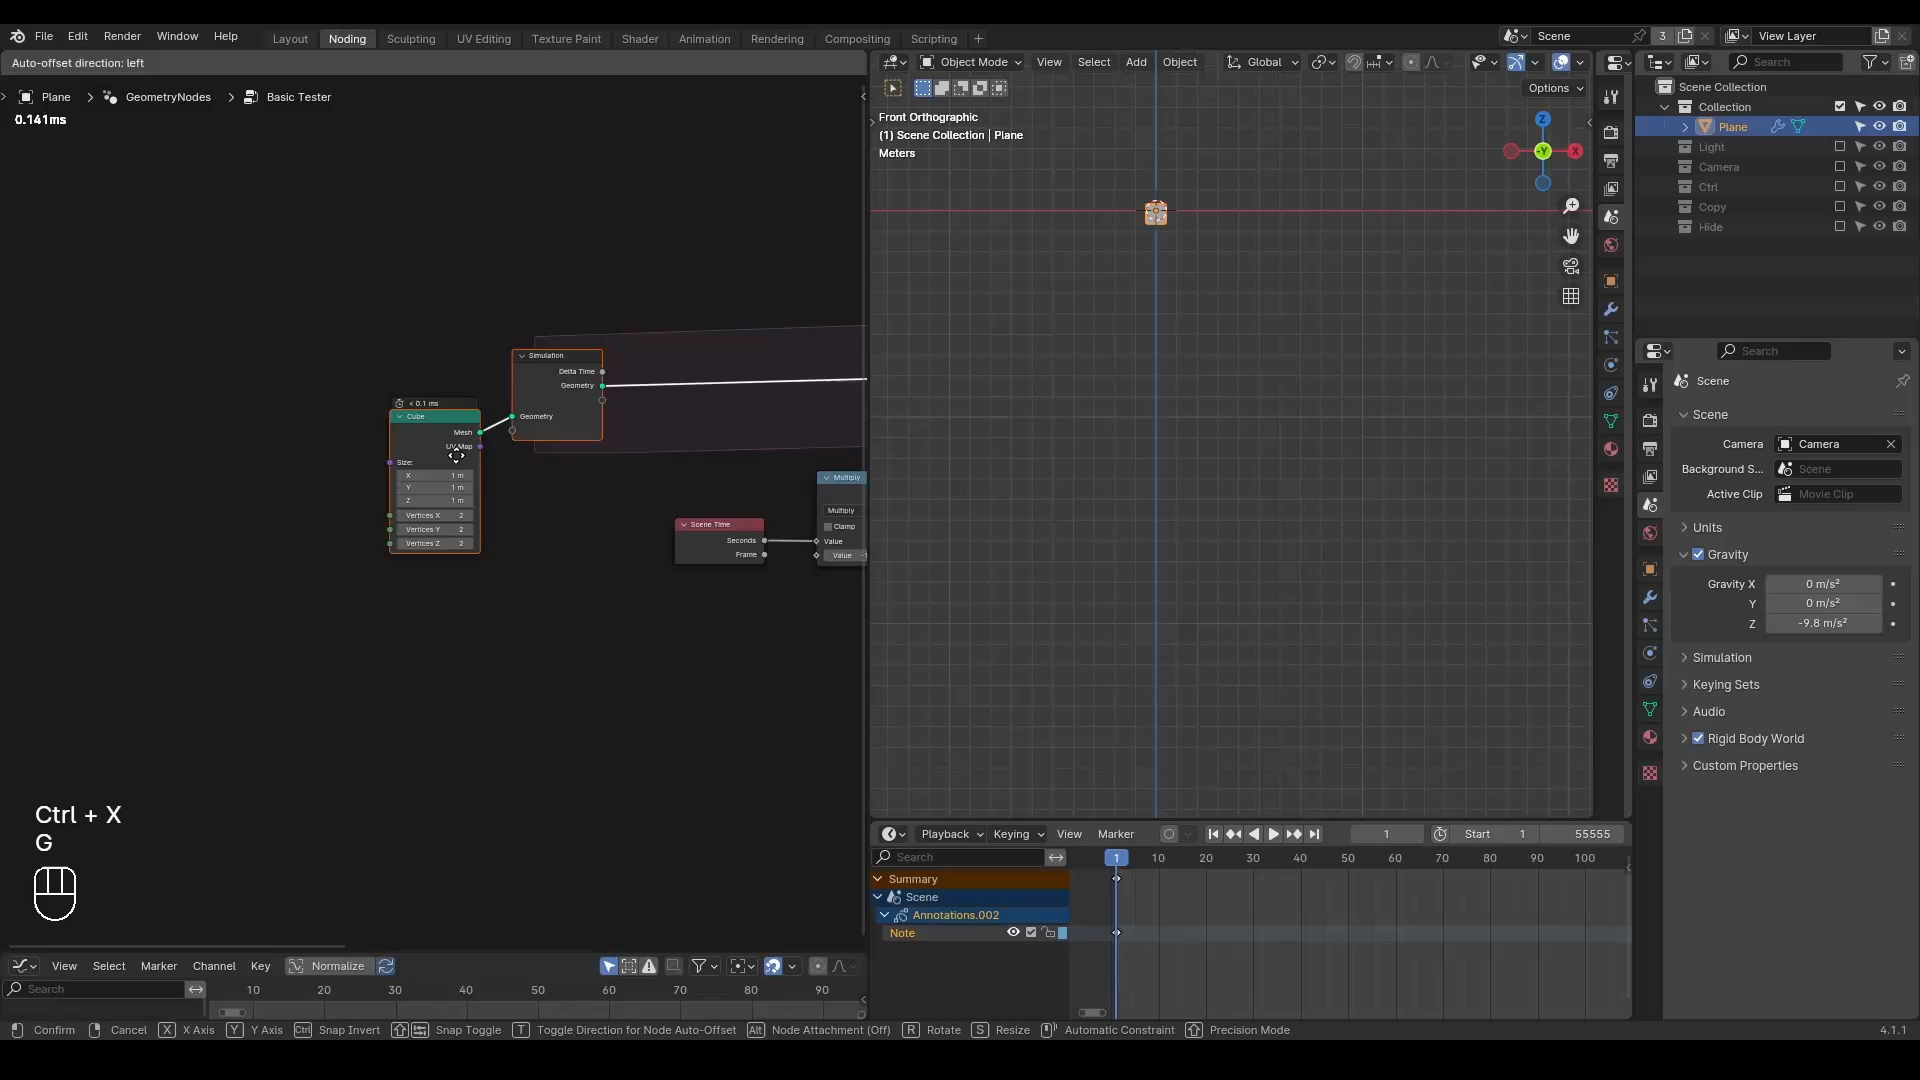 File Edit Render Window Help Layout Noding Sculpting UV Editing Texture Paint Shader Animation Rendering Compositing Scripting + Scene 3 View Layer
Auto-offset direction: left
Object Mode View Select Add Object Global
Search
Plane GeometryNodes Basic Tester
Options
0.141ms
Front Orthographic
(1) Scene Collection | Plane
Meters
Z
-Y
X
Scene Collection
Collection
Plane
Light
Camera
Ctrl
Copy
Hide
Simulation
Delta Time
Geometry
Geometry
< 0.1 ms
Cube
Mesh
UV Map
Size:
X 1 m
Y 1 m
Z 1 m
Vertices X 2
Vertices Y 2
Vertices Z 2
Scene Time
Seconds
Frame
Multiply
Multiply
Clamp
Value
Value
Search
Scene
Scene
Camera Camera
Background S... Scene
Active Clip Movie Clip
Units
Gravity
Gravity X 0 m/s²
Y 0 m/s²
Z -9.8 m/s²
Simulation
Keying Sets
Audio
Rigid Body World
Custom Properties
Ctrl + X
G
Playback Keying View Marker 1 Start 1 55555
Search 1 10 20 30 40 50 60 70 80 90 100
Summary
Scene
Annotations.002
Note
View Select Marker Channel Key Normalize
Search 10 20 30 40 50 60 70 80 90
Confirm Cancel X X Axis Y Y Axis Ctrl Snap Invert Snap Toggle T Toggle Direction for Node Auto-Offset Alt Node Attachment (Off) R Rotate S Resize Automatic Constraint Precision Mode 4.1.1